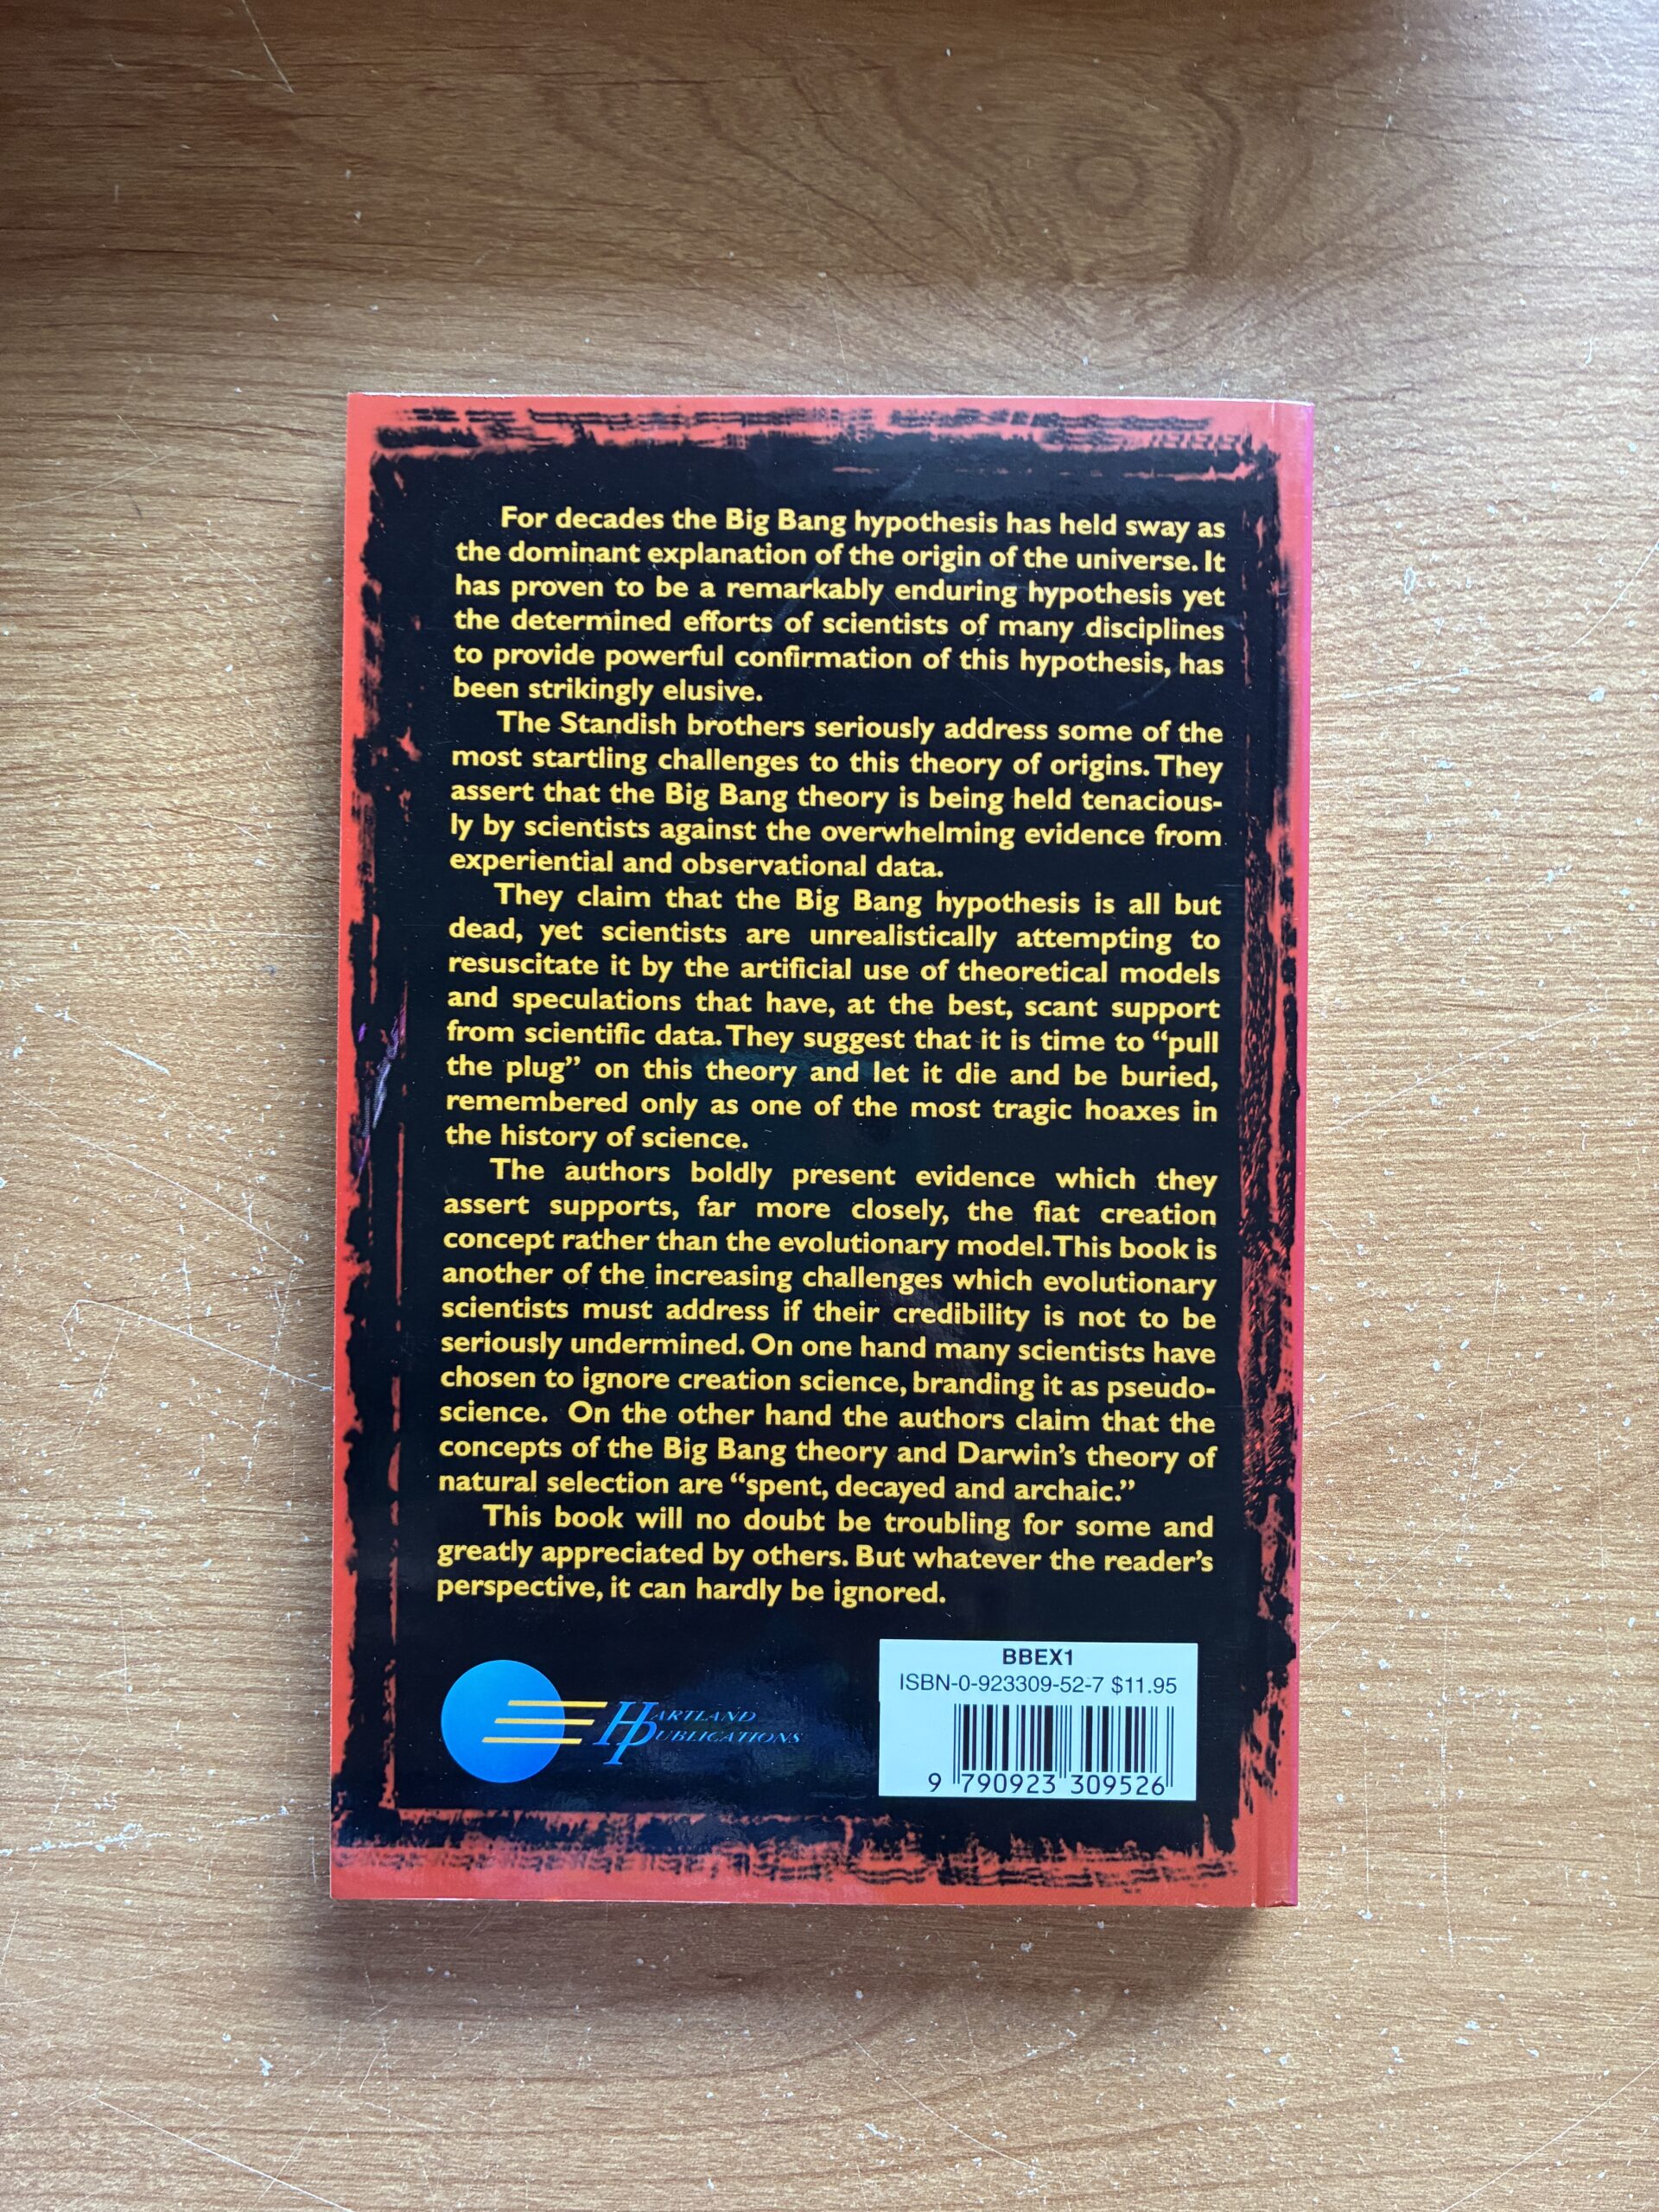 For decades the Big Bang hypothesis has held sway as
the dominant explanation of the origin of the universe. It
has proven to be a remarkably enduring hypothesis yet
the determined efforts of scientists of many disciplines
to provide powerful confirmation of this hypothesis, has
been strikingly elusive.
The Standish brothers seriously address some of the
most startling challenges to this theory of origins. They
assert that the Big Bang theory is being held tenacious-
ly by scientists against the overwhelming evidence from
experiential and observational data.
They claim that the Big Bang hypothesis is all but
dead, yet scientists are unrealistically attempting to
resuscitate it by the artificial use of theoretical models
and speculations that have, at the best, scant support
from scientific data. They suggest that it is time to “pull
the plug” on this theory and let it die and be buried,
remembered only as one of the most tragic hoaxes in
the history of science.
The authors boldly present evidence which they
assert supports, far more closely, the fiat creation
concept rather than the evolutionary model. This book is
another of the increasing challenges which evolutionary
scientists must address if their credibility is not to be
seriously undermined. On one hand many scientists have
chosen to ignore creation science, branding it as pseudo-
science. On the other hand the authors claim that the
concepts of the Big Bang theory and Darwin’s theory of
natural selection are “spent, decayed and archaic.”
This book will no doubt be troubling for some and
greatly appreciated by others. But whatever the reader’s
perspective, it can hardly be ignored.
HARTLAND
PUBLICATIONS
BBEX1
ISBN-0-923309-52-7 $11.95
9 790923 309526